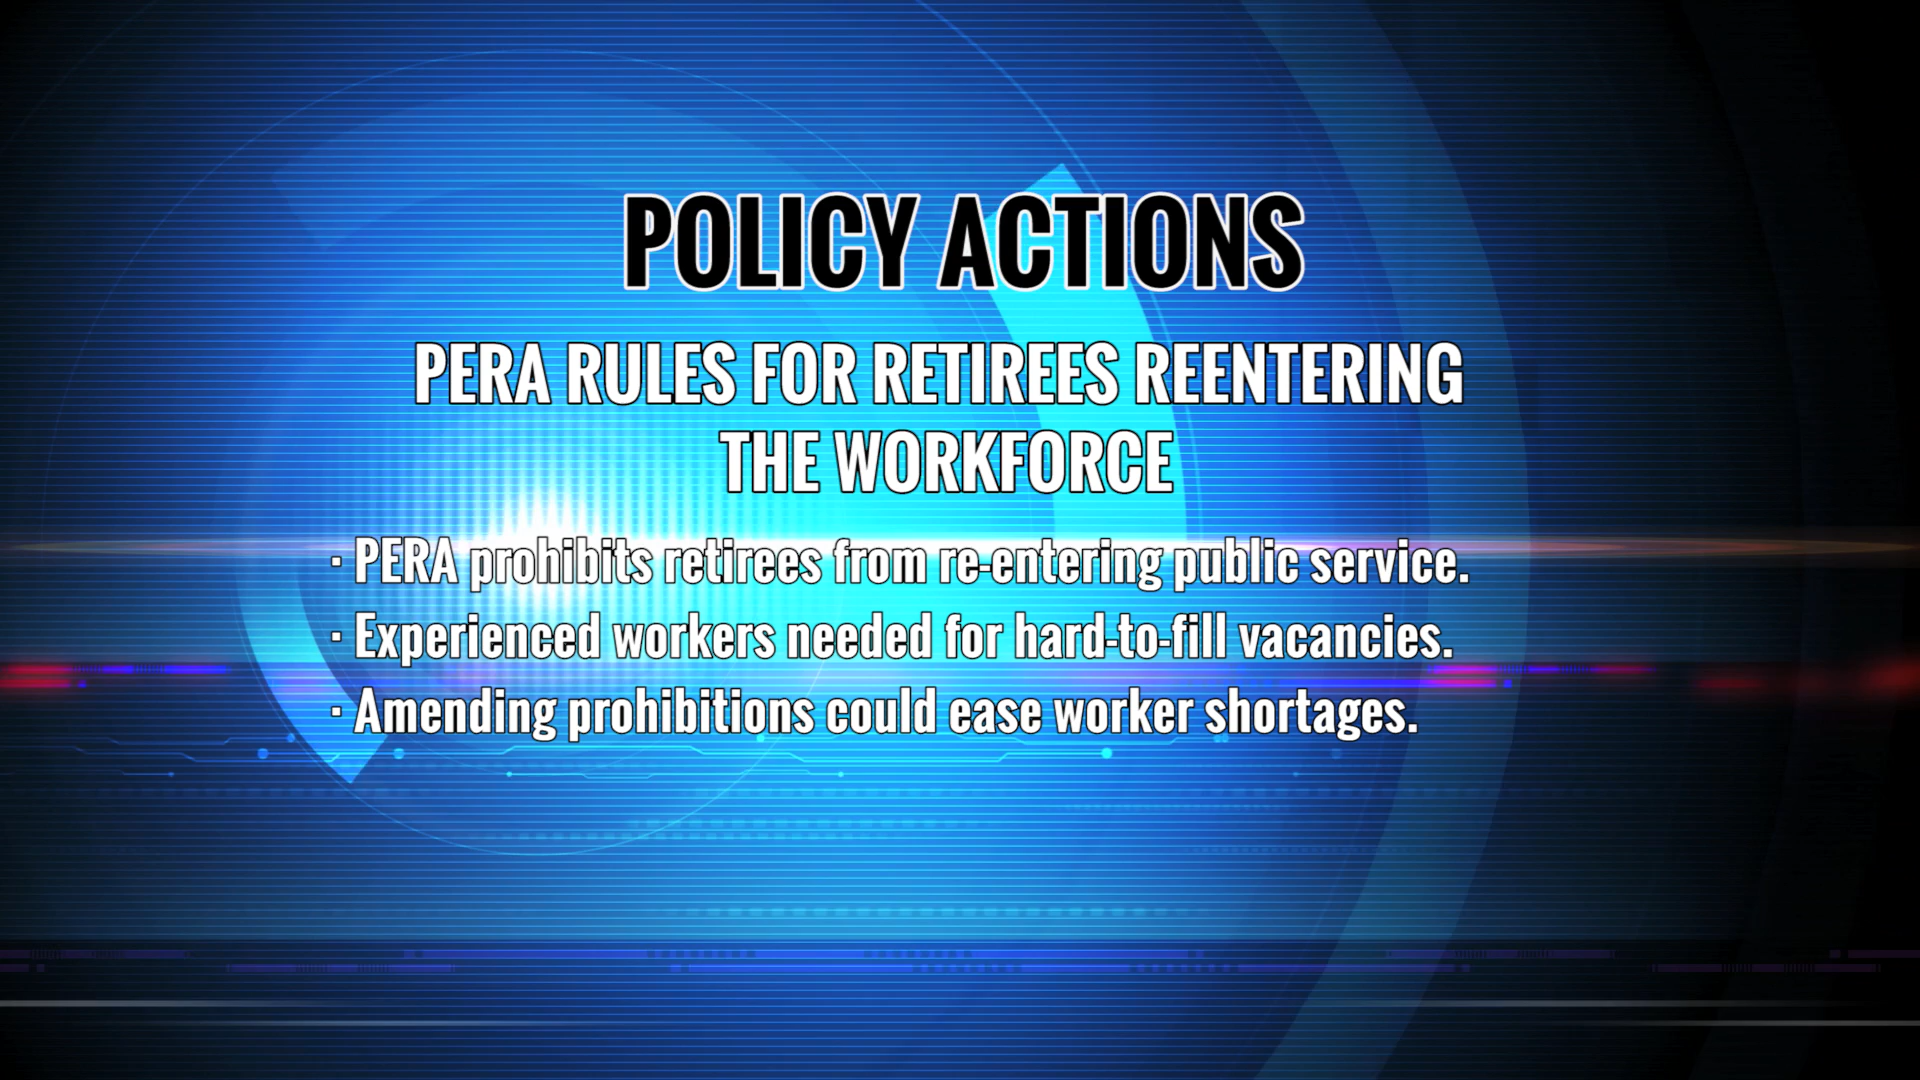 POLICY ACTIONS
PERA RULES FOR RETIREES REENTERING
THE WORKFORCE
· PERA prohibits retirees from re-entering public service.
· Experienced workers needed for hard-to-fill vacancies.
· Amending prohibitions could ease worker shortages.